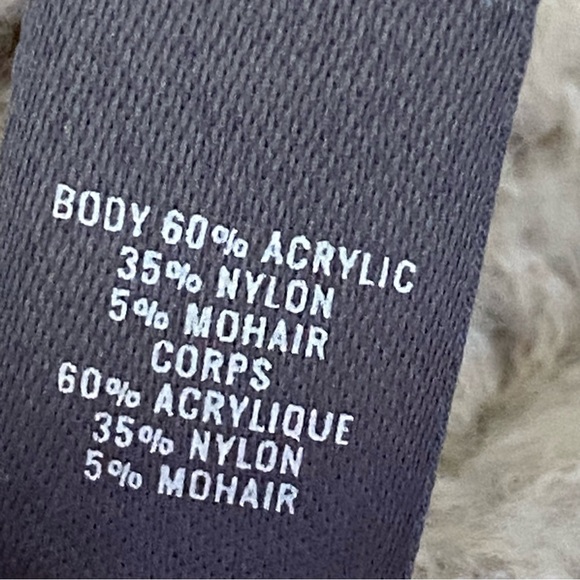 BODY 60% ACRYLIC
35% NYLON
5% MOHAIR
CORPS
60% ACRYLIQUE
35% NYLON
5% MOHAIR